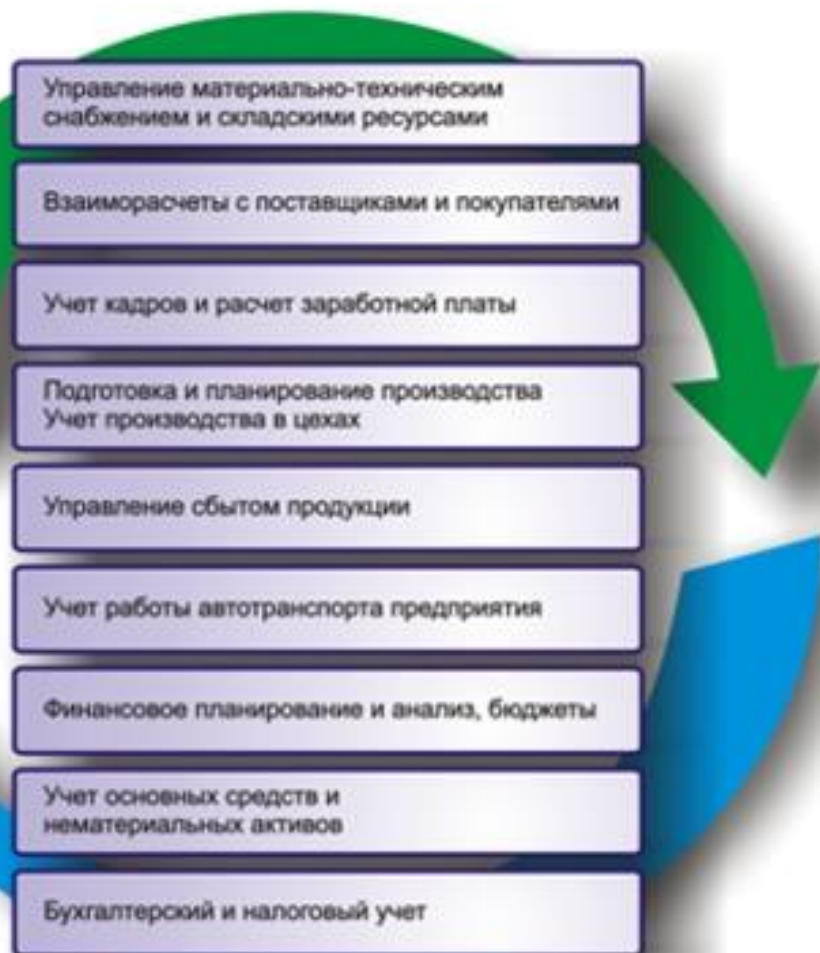 Управление материально-техническим
снабжением и складскими ресурсами
Взаиморасчеты с поставщиками и покупателями
Учет кадров и расчет заработной платы
Подготовка и планирование производства
Учет производства в цехах
Управление сбытом продукции
Учет работы автотранспорта предприятия
Финансовое планирование и анализ, бюджеты
Учет основных средств и
нематериальных активов
Бухгалтерский и налоговый учет